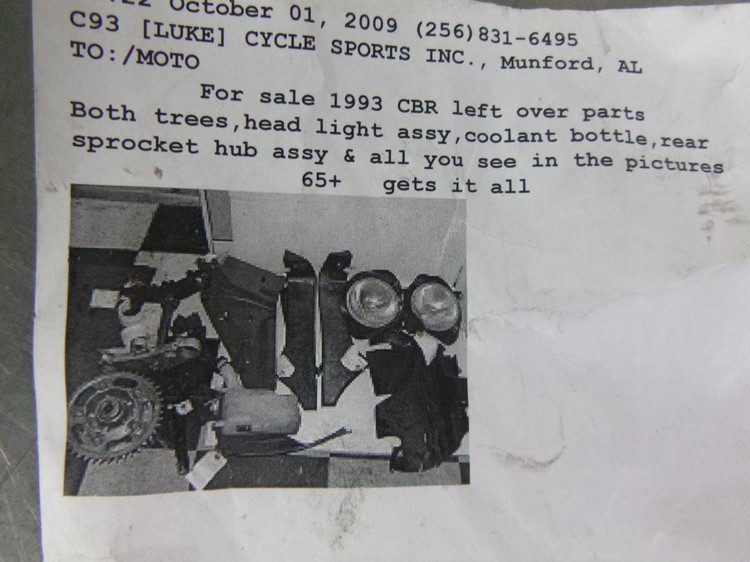 October 01, 2009 (256)831-6495
C93 [LUKE] CYCLE SPORTS INC., Munford, AL
TO:/MOTO
For sale 1993 CBR left over parts
Both trees,head light assy,coolant bottle,rear
sprocket hub assy & all you see in the pictures
65+ gets it all